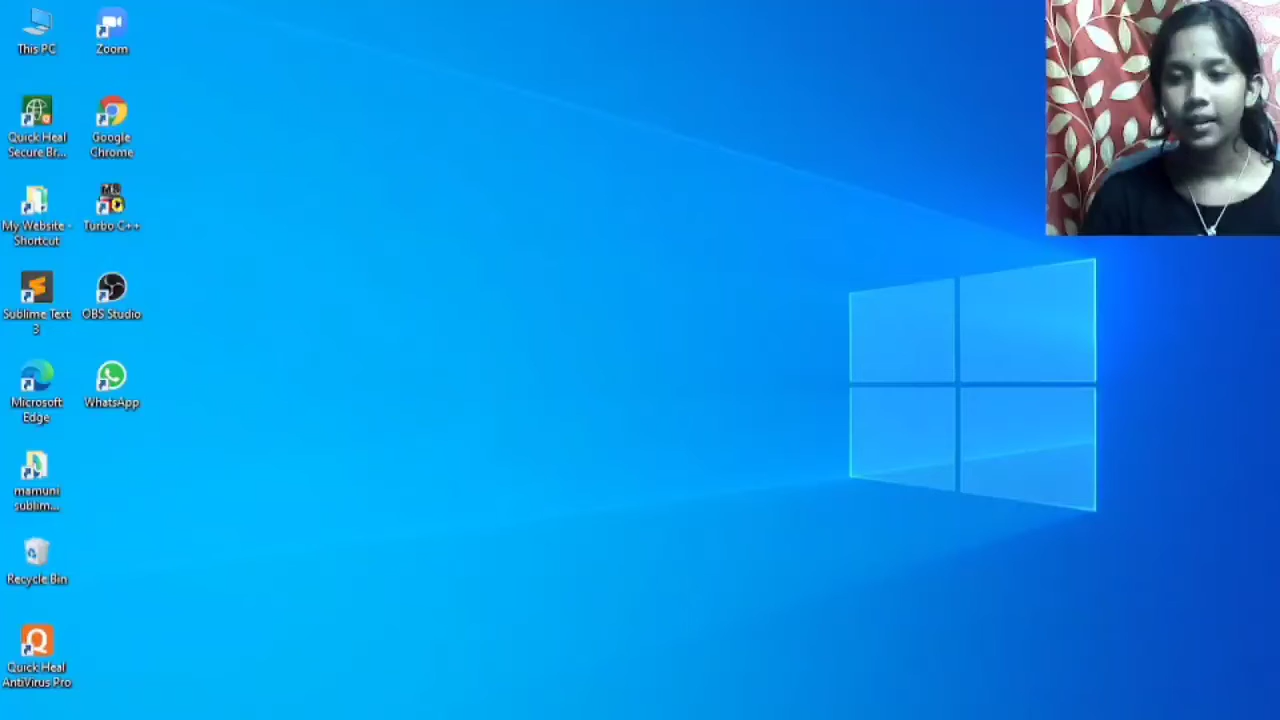 This PC
Zoom
Quick Heal
Secure Br...
Google
Chrome
My Website -
Shortcut
Turbo C++
Sublime Text
3
OBS Studio
Microsoft
Edge
WhatsApp
mamuni
sublim...
Recycle Bin
Quick Heal
AntiVirus Pro